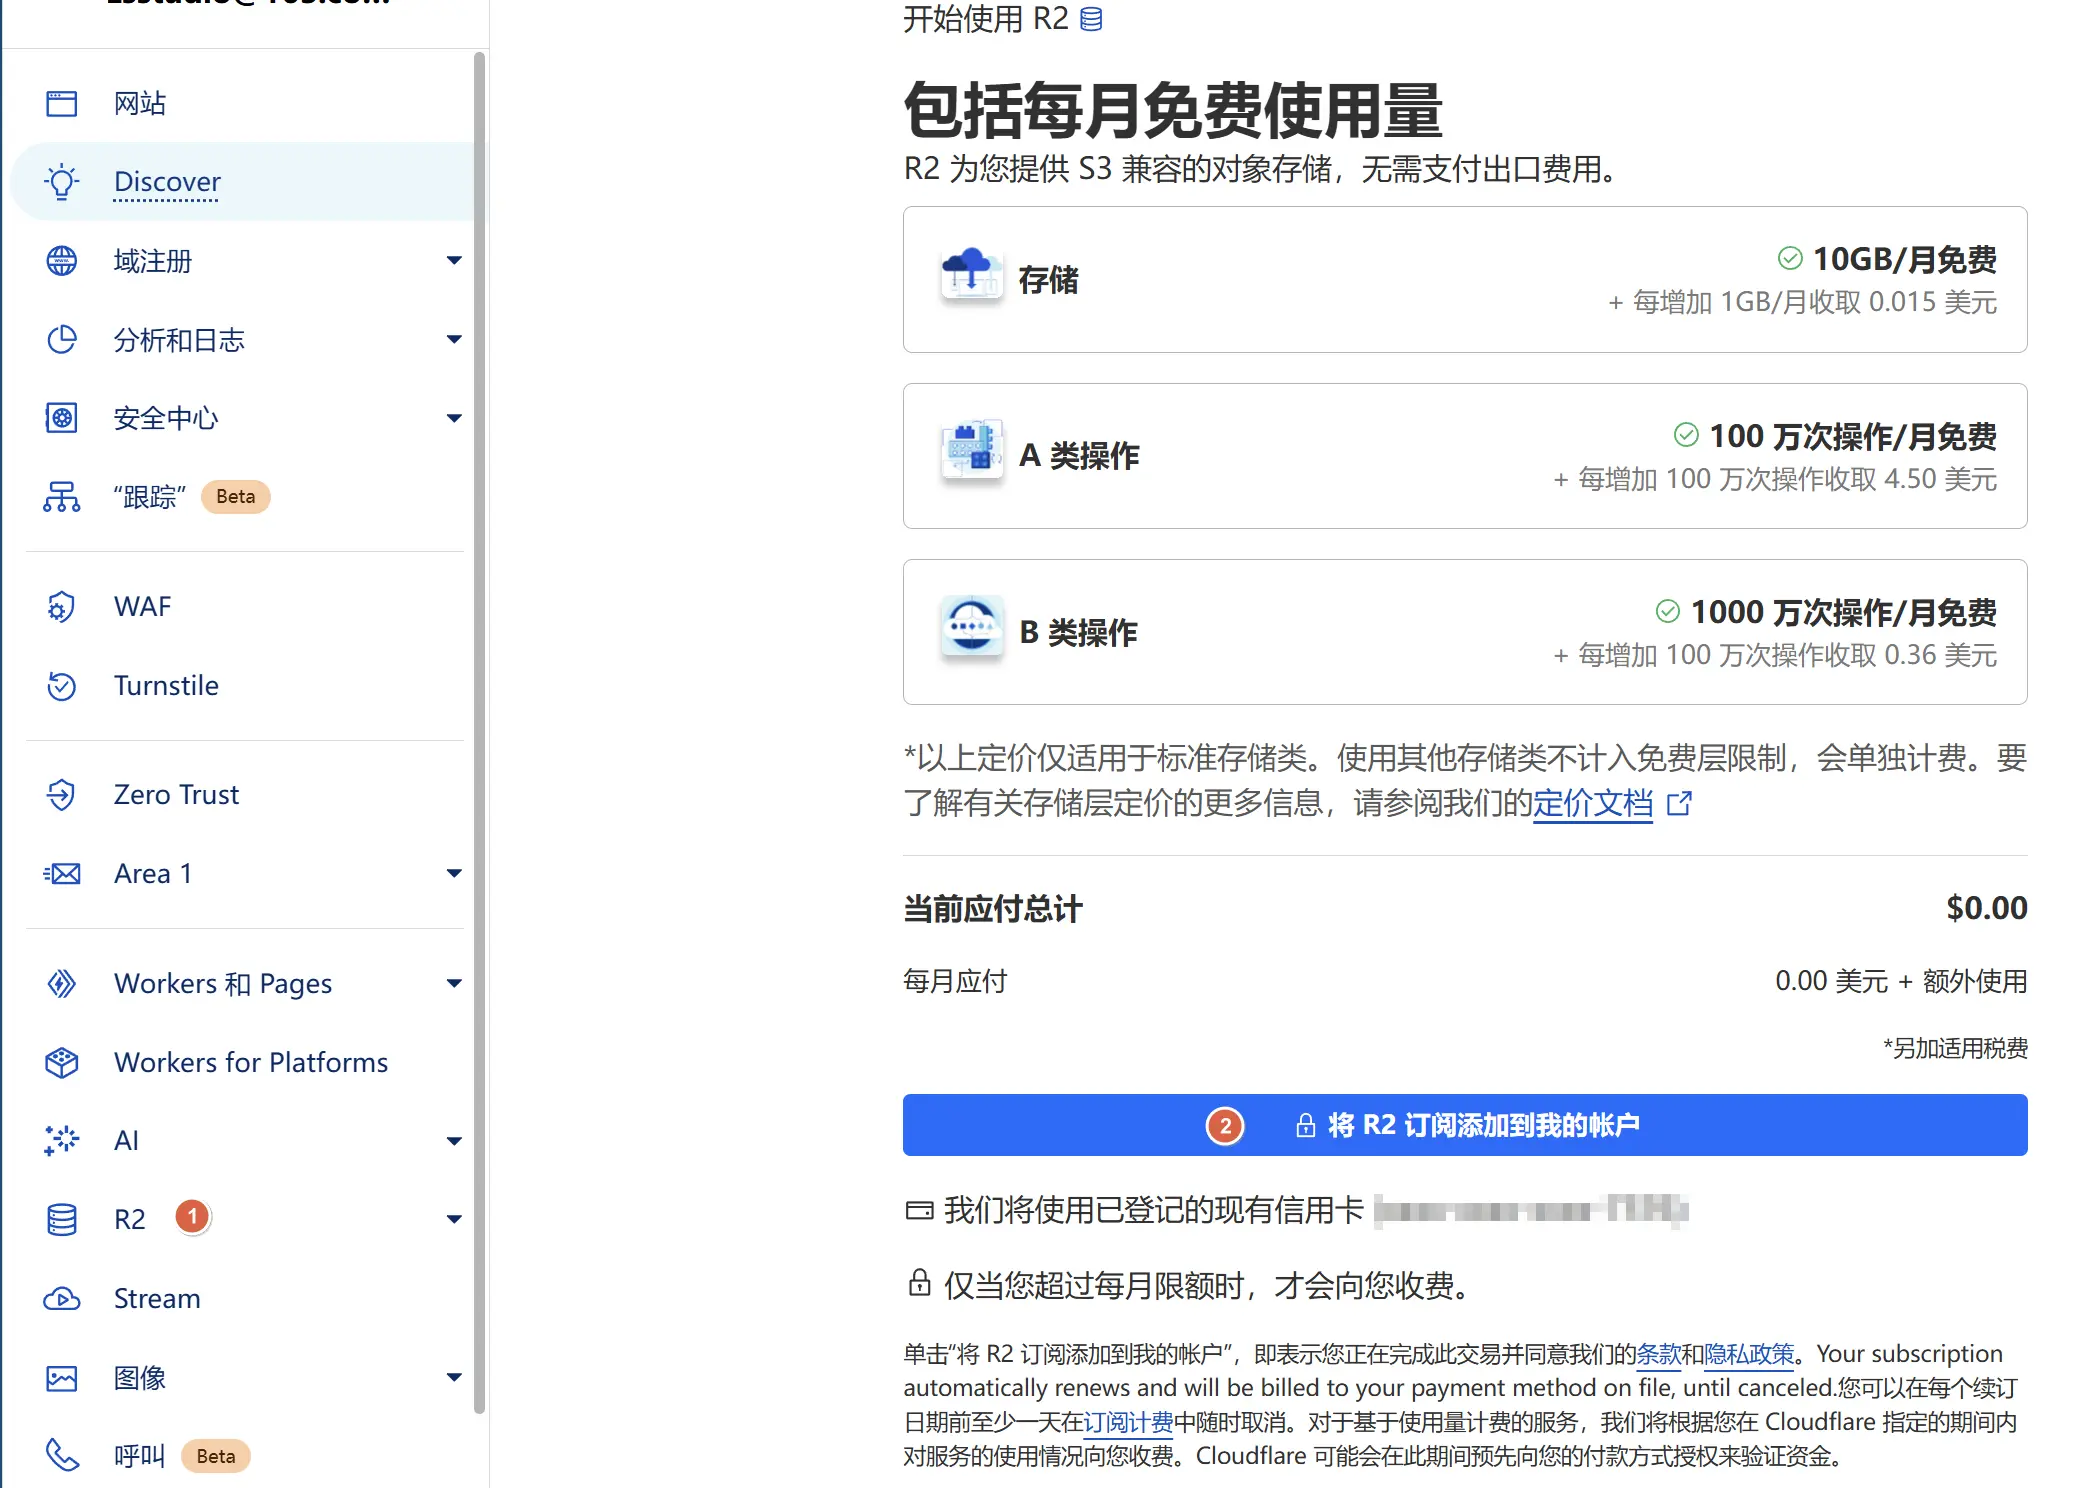 网站
Discover
域注册
分析和日志
安全中心
“跟踪” Beta
WAF
Turnstile
Zero Trust
Area 1
Workers 和 Pages
Workers for Platforms
AI
R2 1
Stream
图像
呼叫 Beta
开始使用 R2
包括每月免费使用量
R2 为您提供 S3 兼容的对象存储，无需支付出口费用。
存储
10GB/月免费
+ 每增加 1GB/月收取 0.015 美元
A 类操作
100 万次操作/月免费
+ 每增加 100 万次操作收取 4.50 美元
B 类操作
1000 万次操作/月免费
+ 每增加 100 万次操作收取 0.36 美元
*以上定价仅适用于标准存储类。使用其他存储类不计入免费层限制，会单独计费。要
了解有关存储层定价的更多信息，请参阅我们的定价文档
当前应付总计 $0.00
每月应付 0.00 美元 + 额外使用
*另加适用税费
2 将 R2 订阅添加到我的帐户
我们将使用已登记的现有信用卡
仅当您超过每月限额时，才会向您收费。
单击“将 R2 订阅添加到我的帐户”，即表示您正在完成此交易并同意我们的条款和隐私政策。Your subscription
automatically renews and will be billed to your payment method on file, until canceled.您可以在每个续订
日期前至少一天在订阅计费中随时取消。对于基于使用量计费的服务，我们将根据您在 Cloudflare 指定的期间内
对服务的使用情况向您收费。Cloudflare 可能会在此期间预先向您的付款方式授权来验证资金。